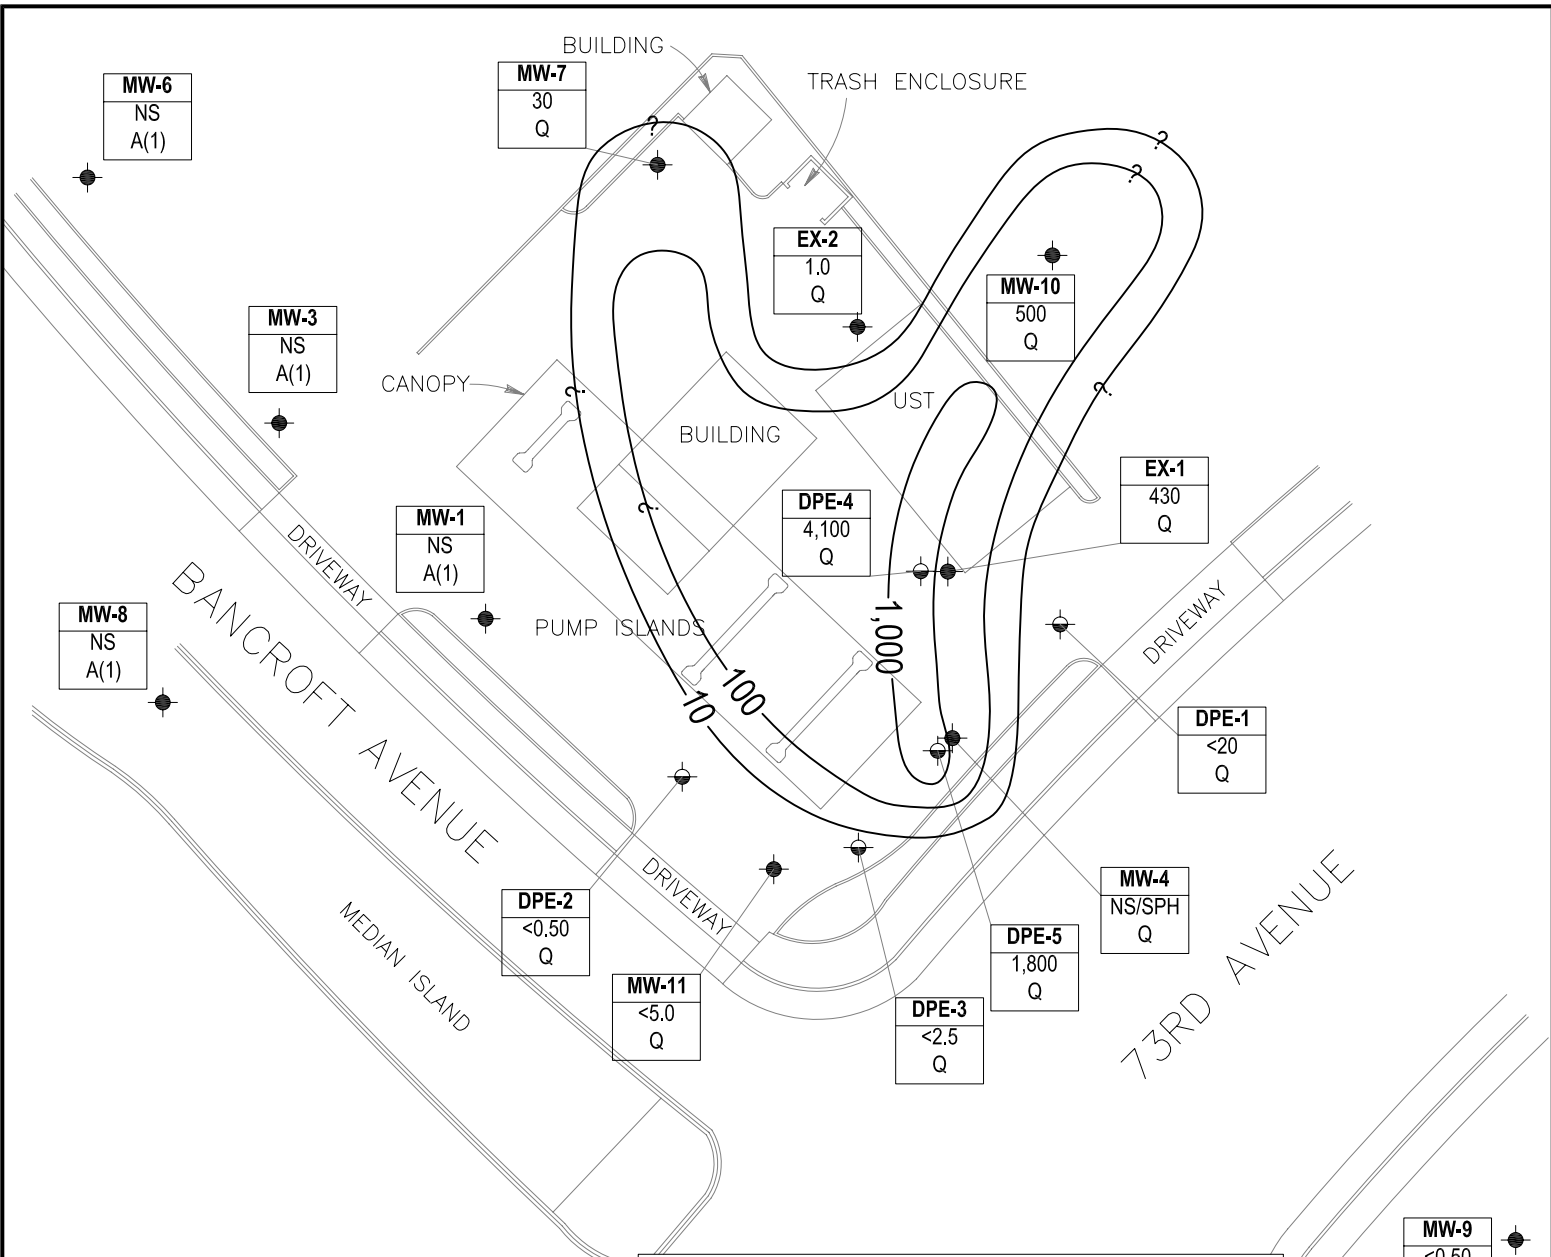 BUILDING
MW-7
30
Q
TRASH ENCLOSURE
MW-6
NS
A(1)
?
?
?
EX-2
1.0
Q
MW-10
500
Q
MW-3
NS
A(1)
CANOPY
?
?
UST
BUILDING
EX-1
430
Q
DPE-4
4,100
Q
?
MW-1
NS
A(1)
DRIVEWAY
BANCROFT AVENUE
MW-8
NS
A(1)
PUMP ISLANDS
1,000
100
10
DRIVEWAY
DPE-1
<20
Q
DPE-2
<0.50
Q
DRIVEWAY
MW-4
NS/SPH
Q
MEDIAN ISLAND
DPE-5
1,800
Q
MW-11
<5.0
Q
DPE-3
<2.5
Q
73RD AVENUE
MW-9
<0.50